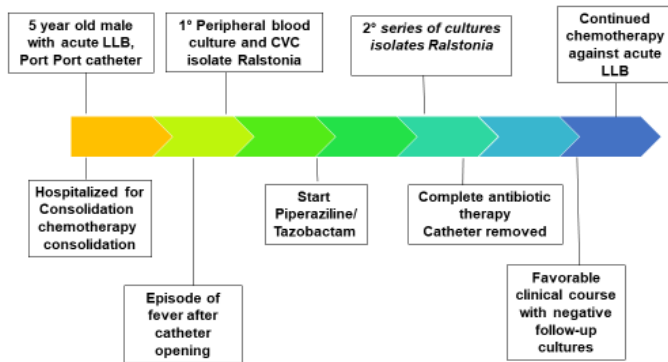 5 year old male
with acute LLB,
Port Port catheter
1° Peripheral blood
culture and CVC
isolate Ralstonia
2° series of cultures
isolates Ralstonia
Continued
chemotherapy
against acute
LLB
Hospitalized for
Consolidation
chemotherapy
consolidation
Episode of
fever after
catheter
opening
Start
Piperaziline/
Tazobactam
Complete antibiotic
therapy
Catheter removed
Favorable
clinical course
with negative
follow-up
cultures